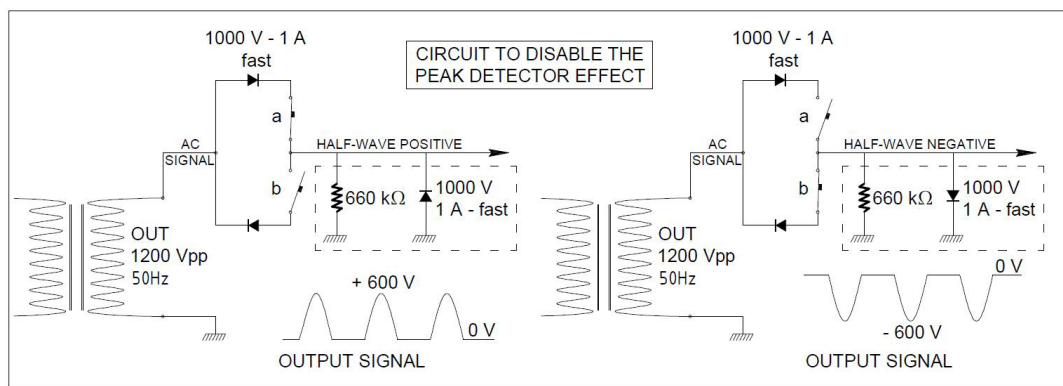 1000 V - 1 A
fast
CIRCUIT TO DISABLE THE
PEAK DETECTOR EFFECT
1000 V - 1 A
fast
a
AC
SIGNAL
HALF-WAVE POSITIVE
b
660 kΩ
1000 V
1 A - fast
OUT
1200 Vpp
50Hz
+ 600 V
0 V
OUTPUT SIGNAL
a
AC
SIGNAL
HALF-WAVE NEGATIVE
b
660 kΩ
1000 V
1 A - fast
OUT
1200 Vpp
50Hz
0 V
- 600 V
OUTPUT SIGNAL